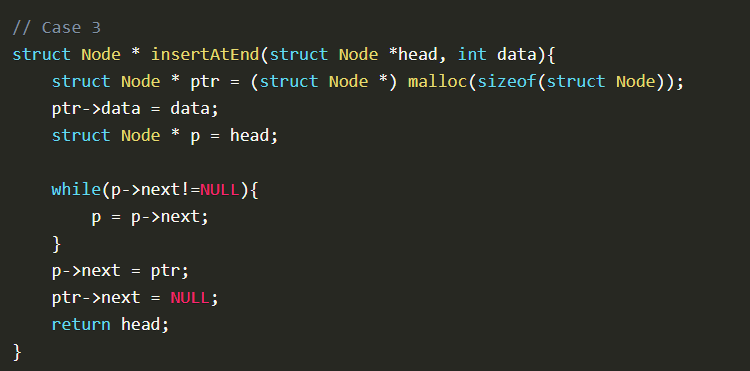 // Case 3
struct Node * insertAtEnd(struct Node *head, int data){
    struct Node * ptr = (struct Node *) malloc(sizeof(struct Node));
    ptr->data = data;
    struct Node * p = head;

    while(p->next!=NULL){
        p = p->next;
    }
    p->next = ptr;
    ptr->next = NULL;
    return head;
}